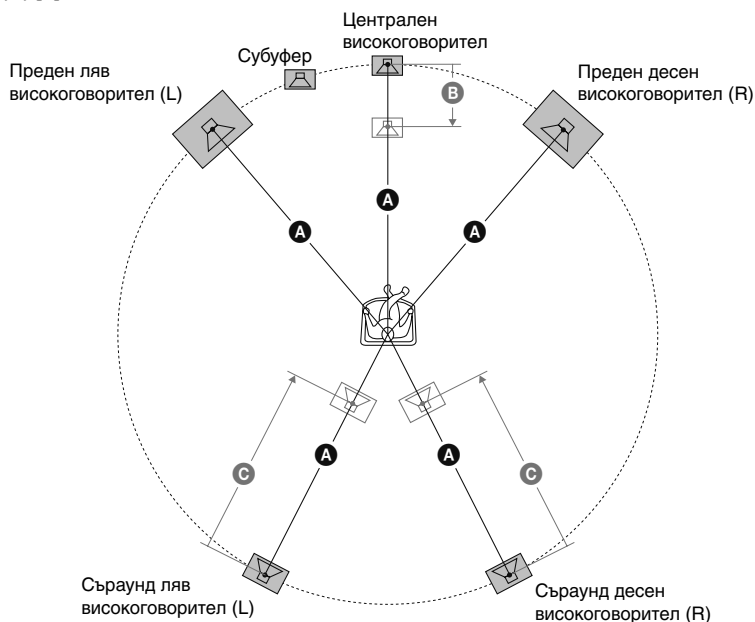 Централен
високоговорител
Субуфер
Преден ляв
високоговорител (L)
Преден десен
високоговорител (R)
B
A
A
A
A
A
C
C
Съраунд ляв
високоговорител (L)
Съраунд десен
високоговорител (R)